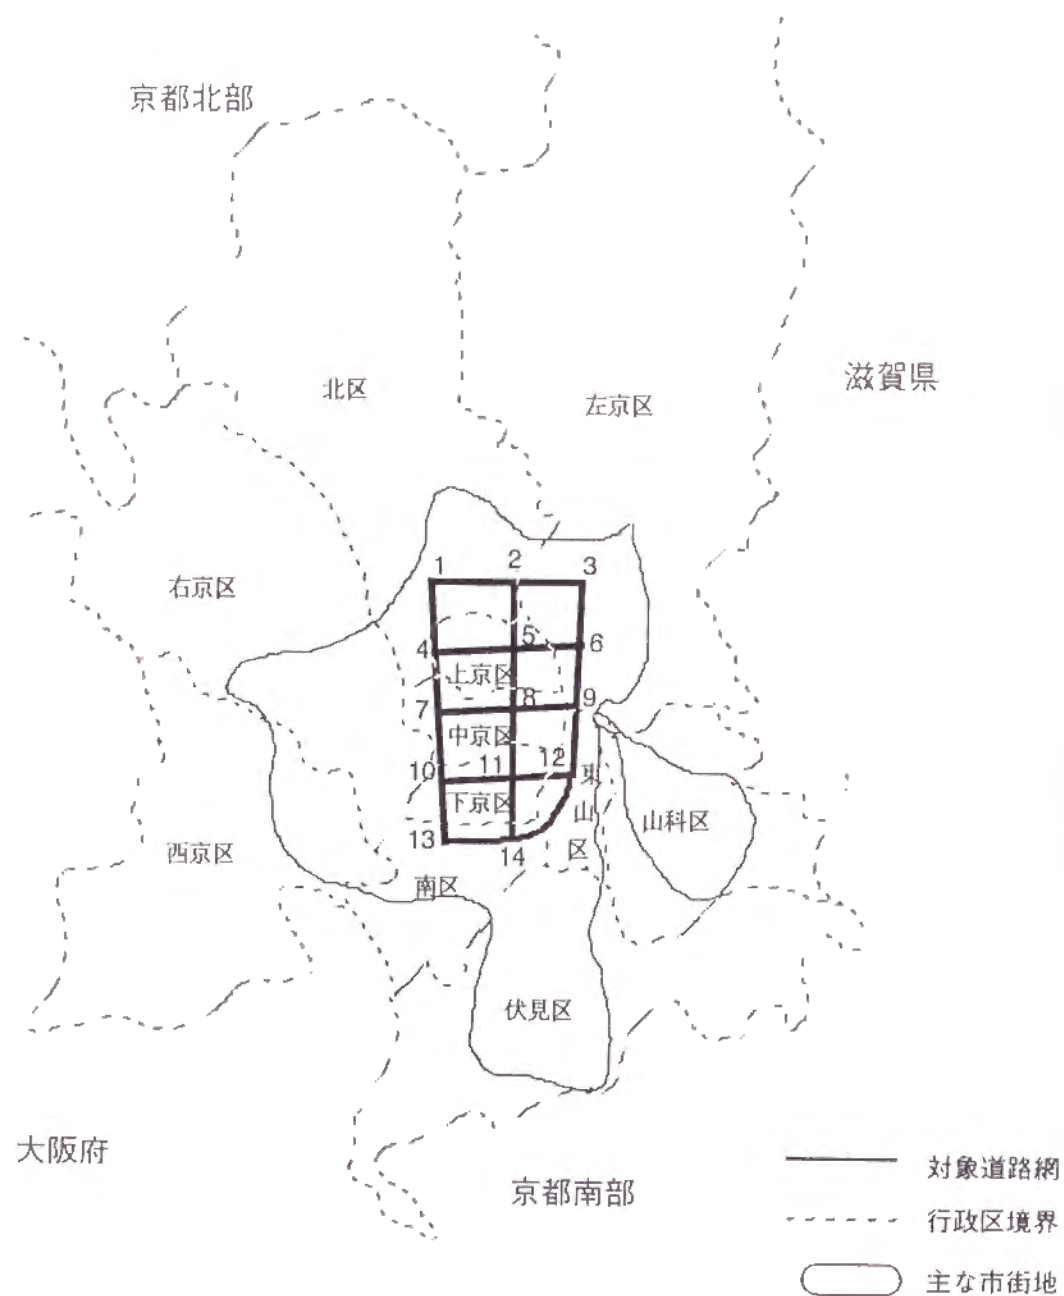 京都北部
滋賀県
北区
左京区
右京区
1
2
3
4
5
6
上京区
7
8
9
中京区
10
11
12
東山区
下京区
山科区
13
14
西京区
南区
伏見区
大阪府
京都南部
対象道路網
行政区境界
主な市街地